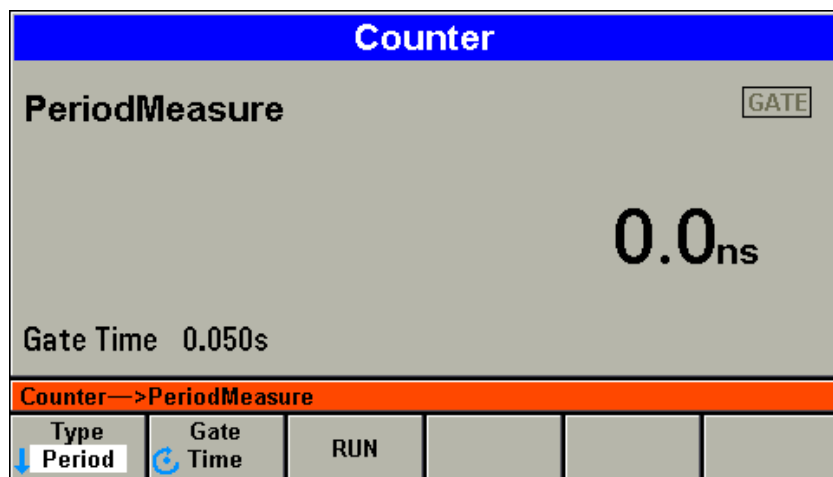 Counter
PeriodMeasure
GATE
0.0ns
Gate Time 0.050s
Counter—>PeriodMeasure
Type
Period
Gate
Time
RUN